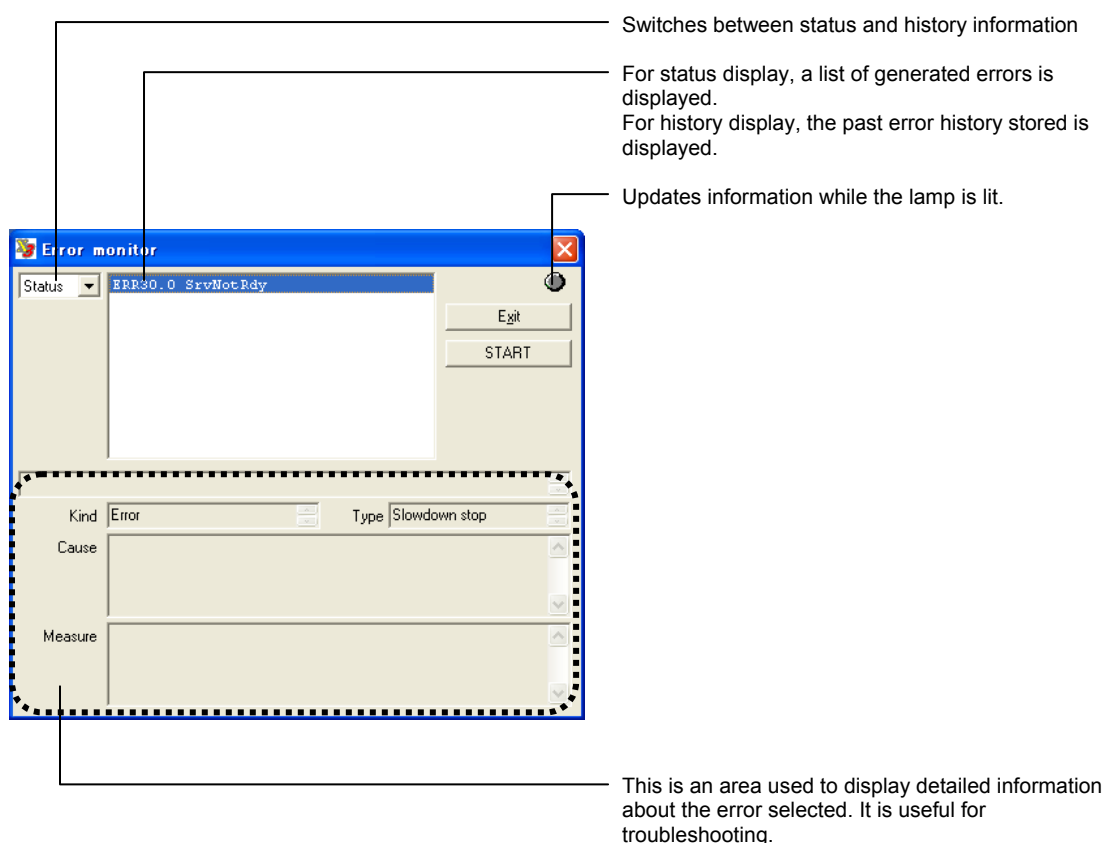 Switches between status and history information
For status display, a list of generated errors is
displayed.
For history display, the past error history stored is
displayed.
Updates information while the lamp is lit.
Error monitor
Status
ERR30.0 SrvNotRdy
Exit
START
Kind Error Type Slowdown stop
Cause
Measure
This is an area used to display detailed information
about the error selected. It is useful for
troubleshooting.